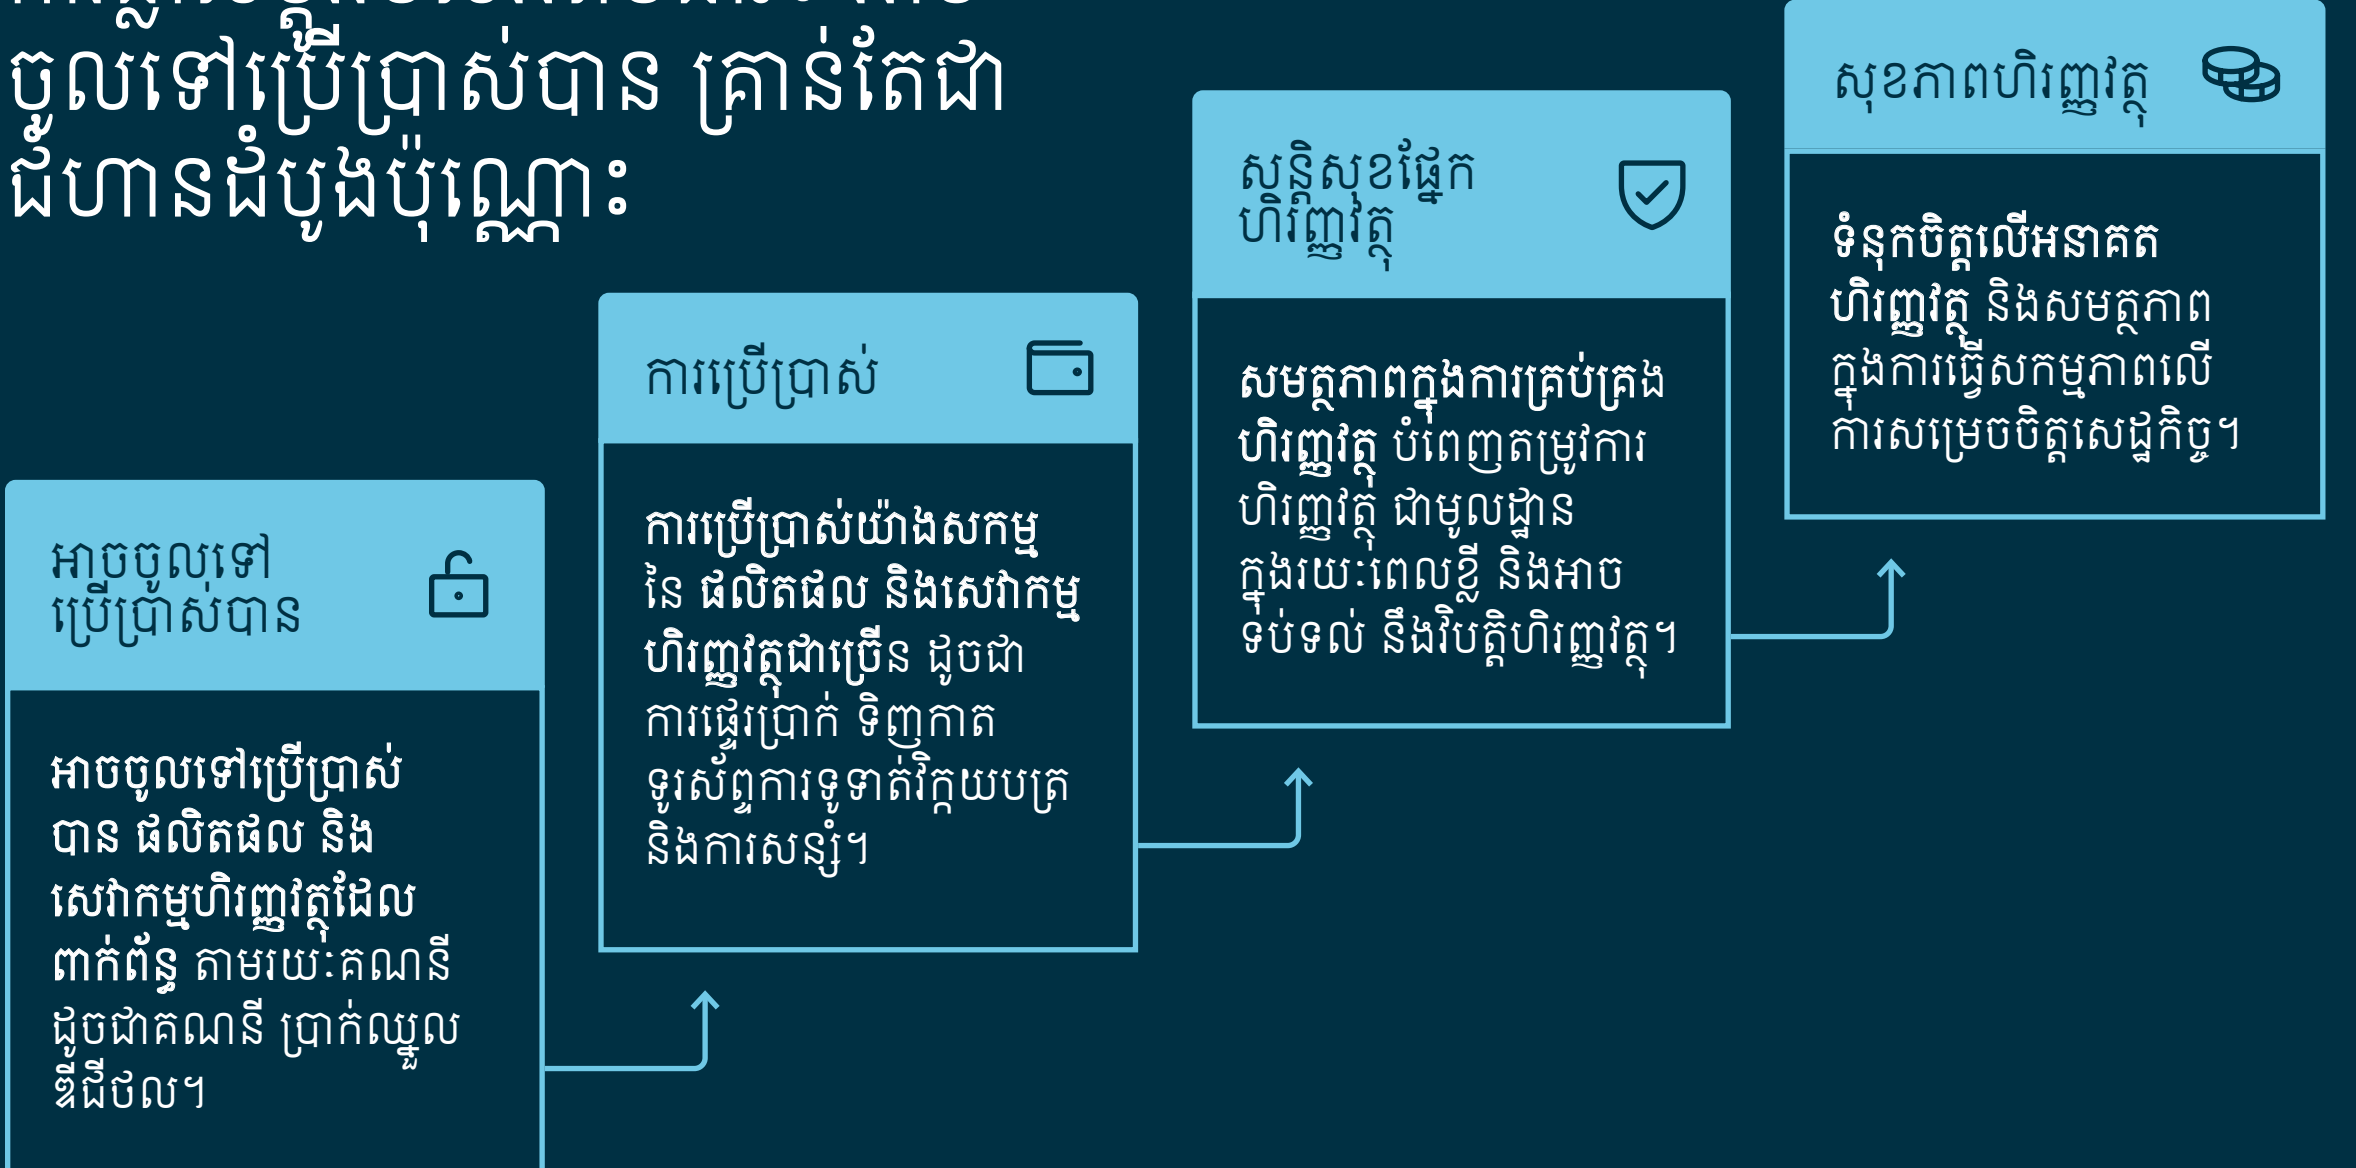 ចូលទៅប្រើប្រាស់បាន គ្រាន់តែជា
ជំហានដំបូងប៉ុណ្ណោះ
សុខភាពហិរញ្ញវត្ថុ
ទំនុកចិត្តលើអនាគត
ហិរញ្ញវត្ថុ និងសមត្ថភាព
ក្នុងការធ្វើសកម្មភាពលើ
ការសម្រេចចិត្តសេដ្ឋកិច្ច។
សន្តិសុខផ្នែក
ហិរញ្ញវត្ថុ
សមត្ថភាពក្នុងការគ្រប់គ្រង
ហិរញ្ញវត្ថុ បំពេញតម្រូវការ
ហិរញ្ញវត្ថុ ជាមូលដ្ឋាន
ក្នុងរយៈពេលខ្លី និងអាច
ទប់ទល់ នឹងវិបត្តិហិរញ្ញវត្ថុ។
ការប្រើប្រាស់
ការប្រើប្រាស់យ៉ាងសកម្ម
នៃ ផលិតផល និងសេវាកម្ម
ហិរញ្ញវត្ថុជាច្រើន ដូចជា
ការផ្ទេរប្រាក់ ទិញកាត
ទូរស័ព្ទការទូទាត់វិក្កយបត្រ
និងការសន្សំ។
អាចចូលទៅ
ប្រើប្រាស់បាន
អាចចូលទៅប្រើប្រាស់
បាន ផលិតផល និង
សេវាកម្មហិរញ្ញវត្ថុដែល
ពាក់ព័ន្ធ តាមរយៈគណនី
ដូចជាគណនី ប្រាក់ឈ្នួល
ឌីជីថល។